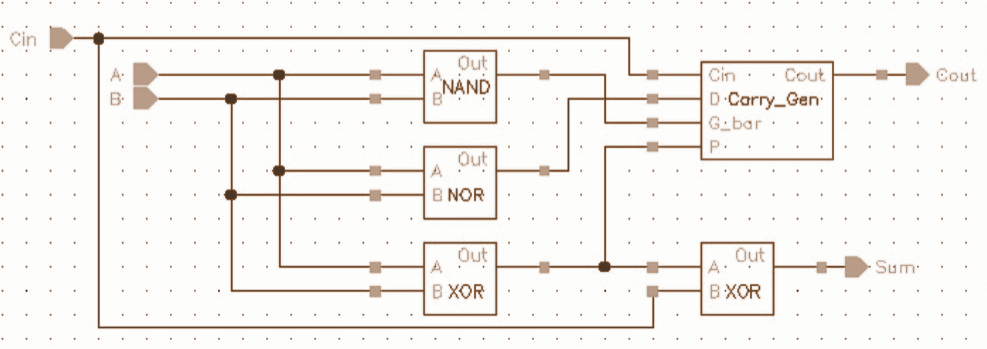 Cin
A
B
A Out
NAND
B
Cin Cout
D Carry_Gen
G_bar
P
Cout
A Out
B NOR
A Out
B XOR
A Out
B XOR
Sum